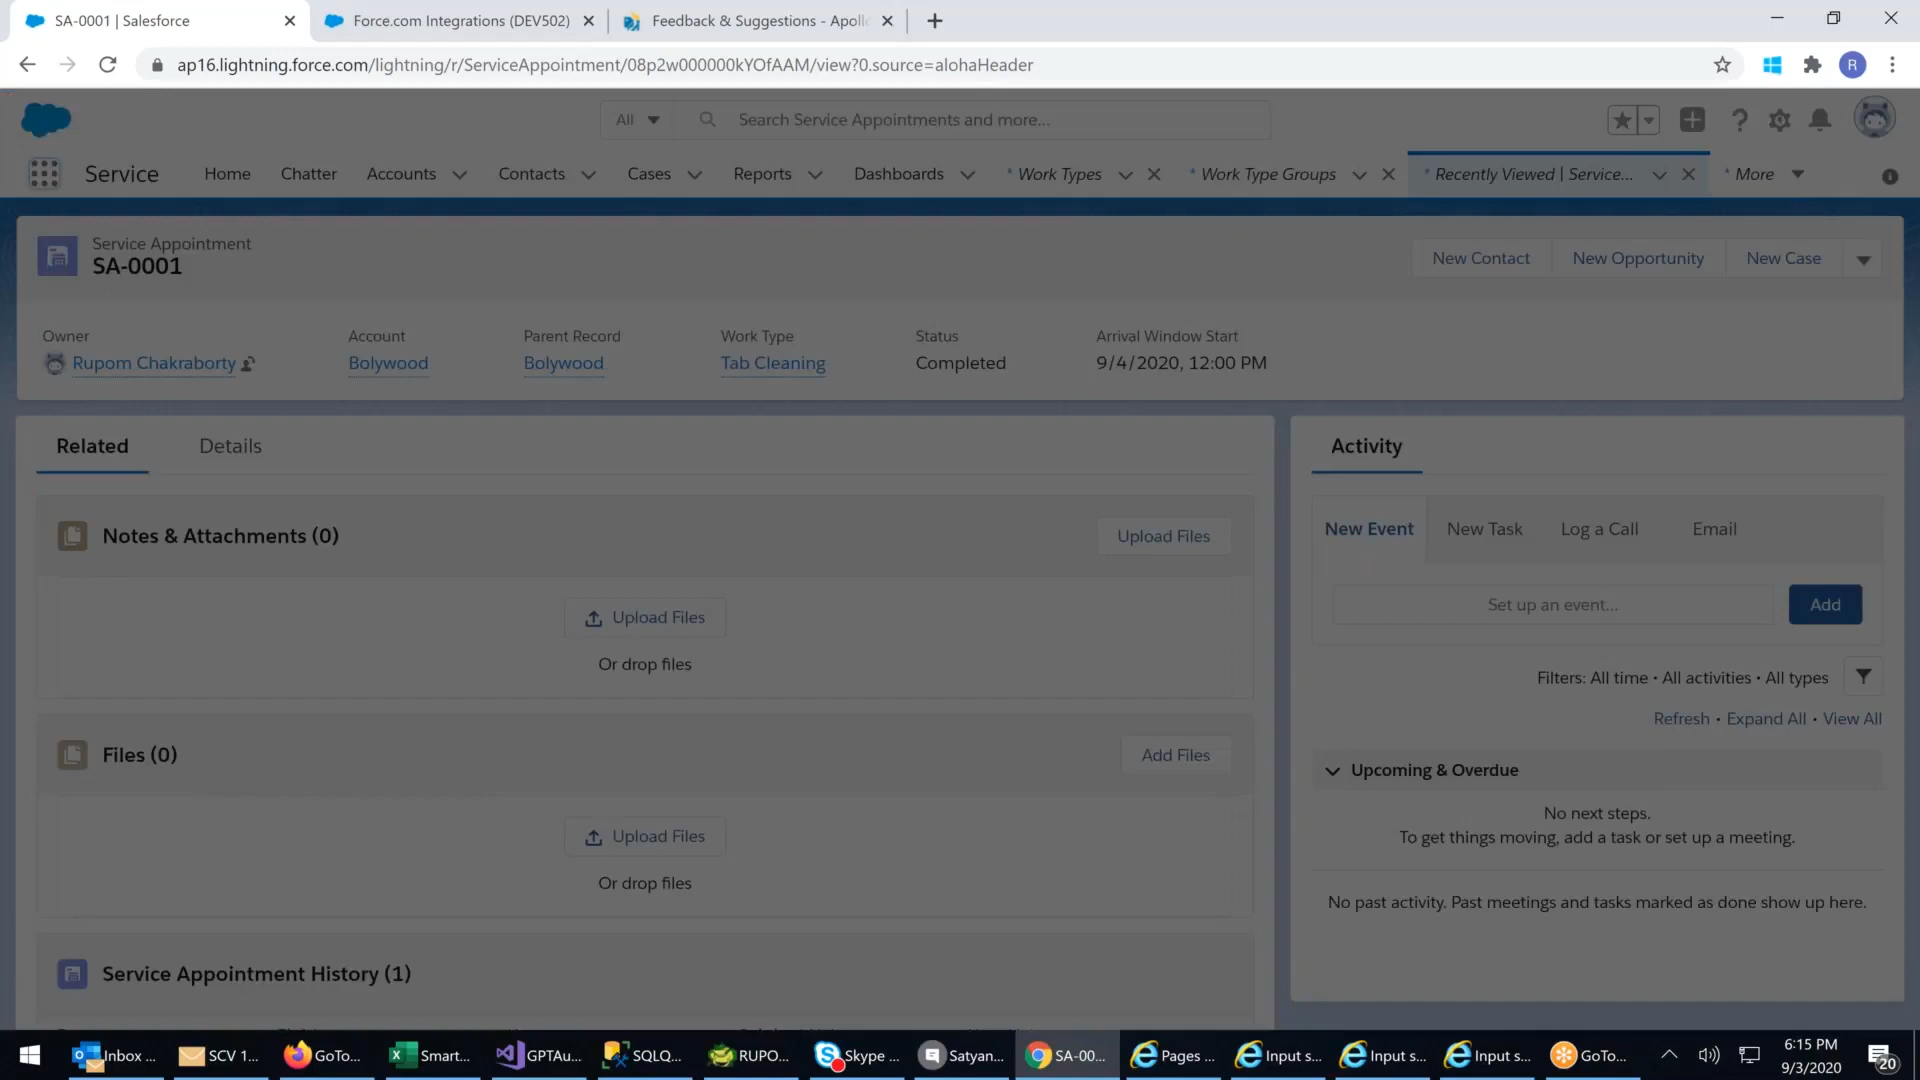 SA-0001 | Salesforce
Force.com Integrations (DEV502)
Feedback & Suggestions - Apoll
ap16.lightning.force.com/lightning/r/ServiceAppointment/08p2w000000kYOfAAM/view?0.source=alohaHeader
R
All
Search Service Appointments and more...
Service
Home
Chatter
Accounts
Contacts
Cases
Reports
Dashboards
* Work Types
* Work Type Groups
* Recently Viewed | Service...
* More
Service Appointment
SA-0001
New Contact
New Opportunity
New Case
Owner
Rupom Chakraborty
Account
Bolywood
Parent Record
Bolywood
Work Type
Tab Cleaning
Status
Completed
Arrival Window Start
9/4/2020, 12:00 PM
Related
Details
Notes & Attachments (0)
Upload Files
Upload Files
Or drop files
Files (0)
Add Files
Upload Files
Or drop files
Service Appointment History (1)
Activity
New Event
New Task
Log a Call
Email
Set up an event...
Add
Filters: All time • All activities • All types
Refresh • Expand All • View All
Upcoming & Overdue
No next steps.
To get things moving, add a task or set up a meeting.
No past activity. Past meetings and tasks marked as done show up here.
Inbox ...
SCV 1...
GoTo...
Smart...
GPTAu...
SQLQ...
RUPO...
Skype ...
Satyan...
SA-00...
Pages ...
Input s...
Input s...
Input s...
GoTo...
6:15 PM
9/3/2020
20